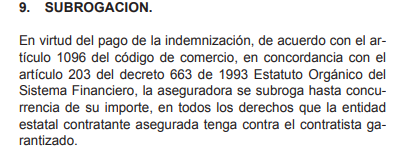 9. SUBROGACION.
En virtud del pago de la indemnización, de acuerdo con el ar-
tículo 1096 del código de comercio, en concordancia con el
artículo 203 del decreto 663 de 1993 Estatuto Orgánico del
Sistema Financiero, la aseguradora se subroga hasta concu-
rrencia de su importe, en todos los derechos que la entidad
estatal contratante asegurada tenga contra el contratista ga-
rantizado.